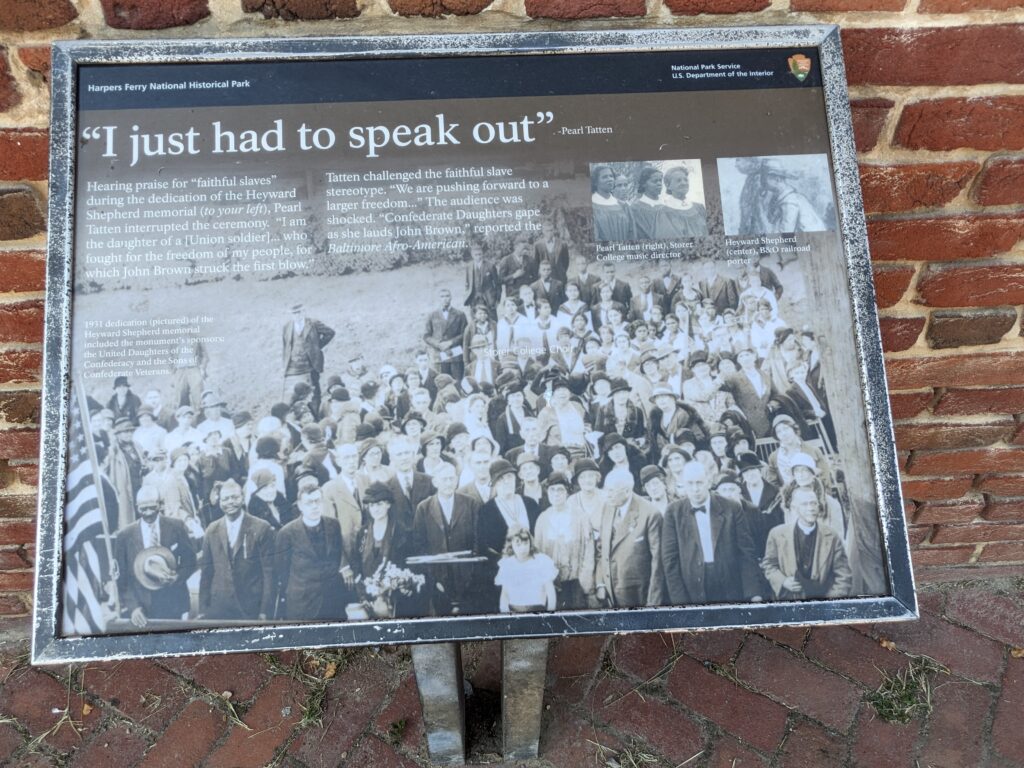 Harpers Ferry National Historical Park
National Park Service
U.S. Department of the Interior
“I just had to speak out” -Pearl Tatten
Hearing praise for “faithful slaves”
during the dedication of the Heyward
Shepherd memorial (to your left), Pearl
Tatten interrupted the ceremony. “I am
the daughter of a [Union soldier]... who
fought for the freedom of my people, for
which John Brown struck the first blow.”
Tatten challenged the faithful slave
stereotype. “We are pushing forward to a
larger freedom...” The audience was
shocked. “Confederate Daughters gape
as she lauds John Brown,” reported the
Baltimore Afro-American.
Pearl Tatten (right), Storer
College music director
Heyward Shepherd
(center), B&O railroad
porter
1931 dedication (pictured) of the
Heyward Shepherd memorial
included the monument's sponsors:
the United Daughters of the
Confederacy and the Sons of
Confederate Veterans.
Storer College Choir